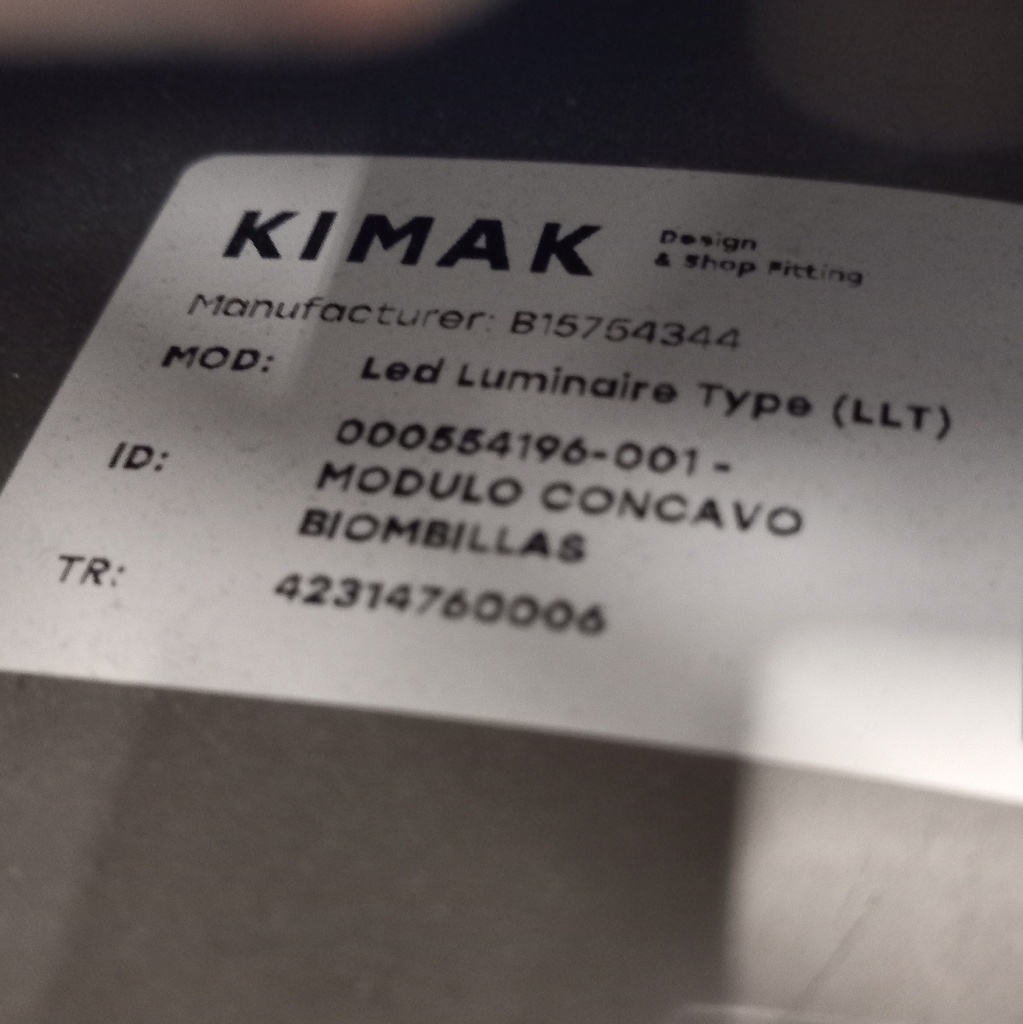 KIMAK
Design
& Shop Fitting
Manufacturer: B15754344
MOD: Led Luminaire Type (LLT)
ID: 000554196-001 -
MODULO CONCAVO
BIOMBILLAS
TR: 42314760006